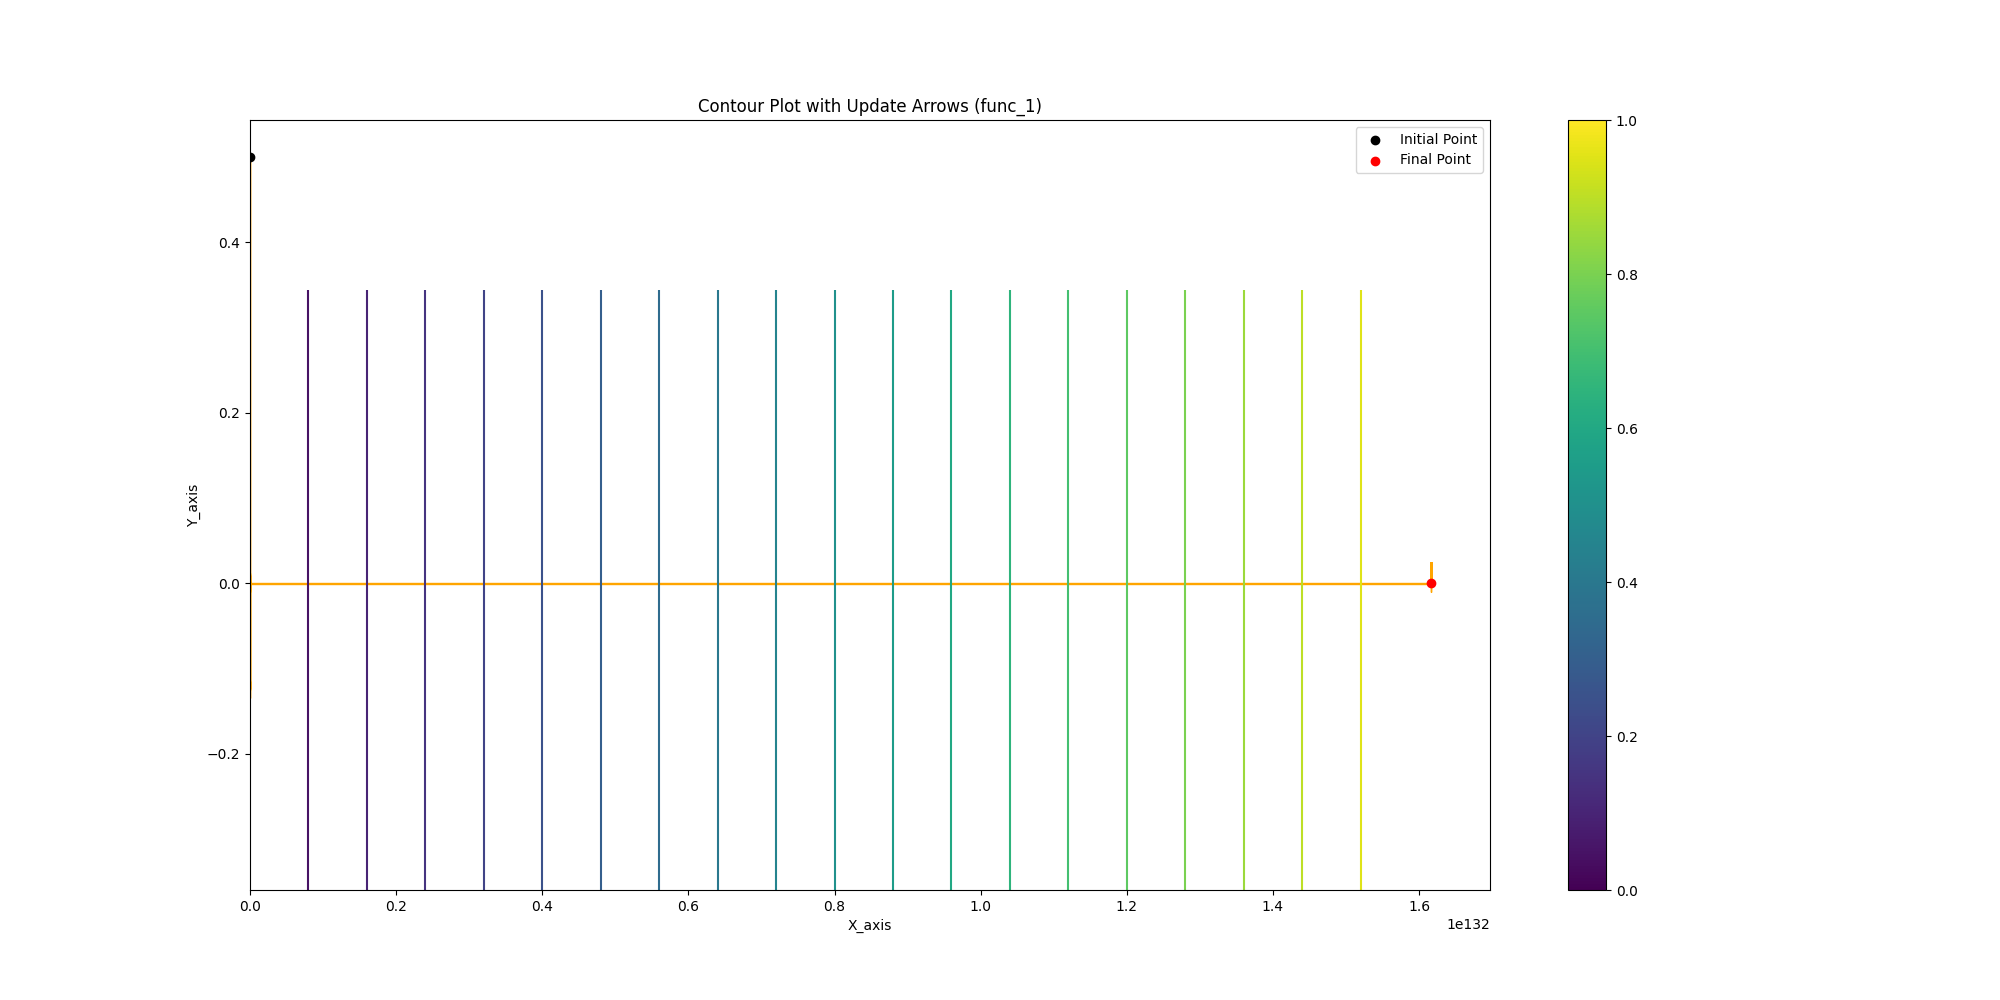 Contour Plot with Update Arrows (func_1)
Initial Point
Final Point
Y_axis
0.4
0.2
0.0
−0.2
0.0 0.2 0.4 0.6 0.8 1.0 1.2 1.4 1.6
1e132
X_axis
1.0
0.8
0.6
0.4
0.2
0.0